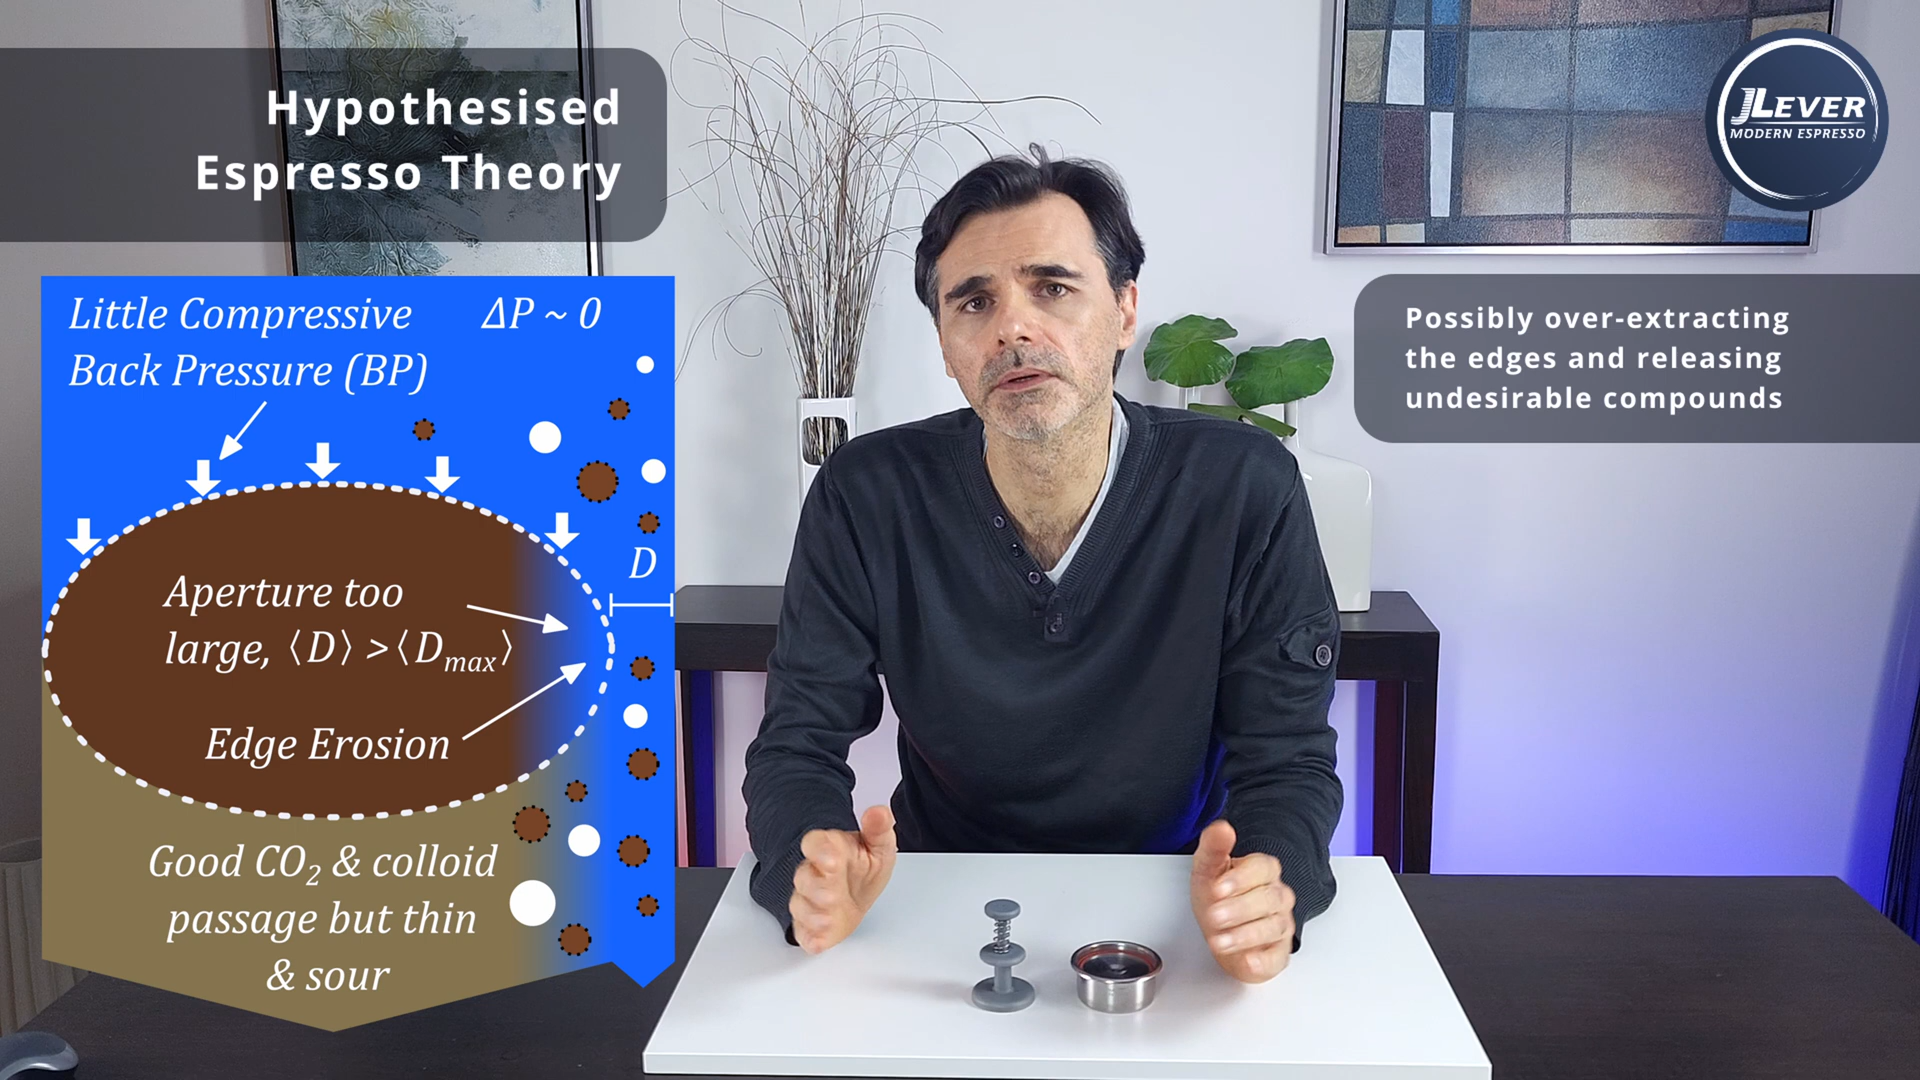 Hypothesised
Espresso Theory
JLEVER
MODERN ESPRESSO
Little Compressive
Back Pressure (BP)
ΔP ~ 0
D
Aperture too
large, ⟨D⟩ >⟨Dₘₐₓ⟩
Edge Erosion
Good CO₂ & colloid
passage but thin
& sour
Possibly over-extracting
the edges and releasing
undesirable compounds